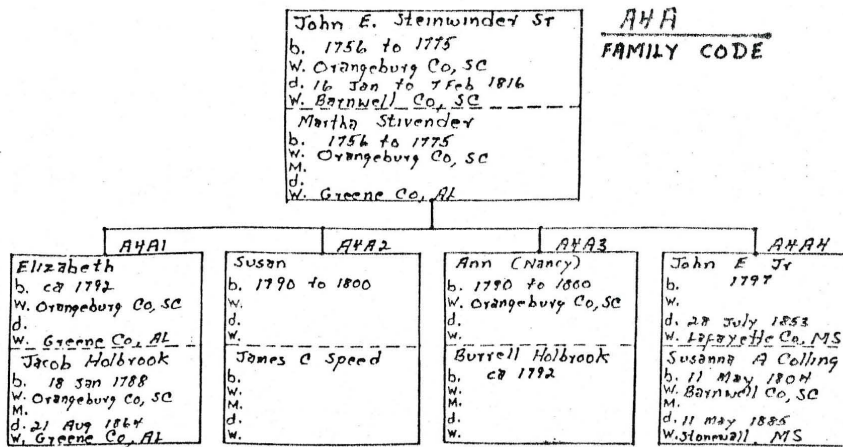 John E. Steinwinder Sr
b. 1756 to 1775
W. Orangeburg Co, SC
d. 16 Jan to 7 Feb 1816
W. Barnwell Co, SC
Martha Stivender
b. 1756 to 1775
W. Orangeburg Co, SC
M.
d.
W. Greene Co, AL
A4A
FAMILY CODE
A4A1
Elizabeth
b. ca 1792
W. Orangeburg Co, SC
d.
W. Greene Co, AL
Jacob Holbrook
b. 18 Jan 1788
W. Orangeburg Co, SC
M.
d. 21 Aug 1864
W. Greene Co, AL
A4A2
Susan
b. 1790 to 1800
W.
d.
W.
James C Speed
b.
W.
M.
d.
W.
A4A3
Ann (Nancy)
b. 1790 to 1800
W. Orangeburg Co, SC
d.
W.
Burrell Holbrook
b. ca 1792
W.
M.
d.
W.
A4A4
John E Jr
b. 1797
W.
d. 28 July 1853
W. Lafayette Co, MS
Susanna A Colling
b. 11 May 1804
W. Barnwell Co, SC
M.
d. 11 May 1885
W. Stonewall, MS